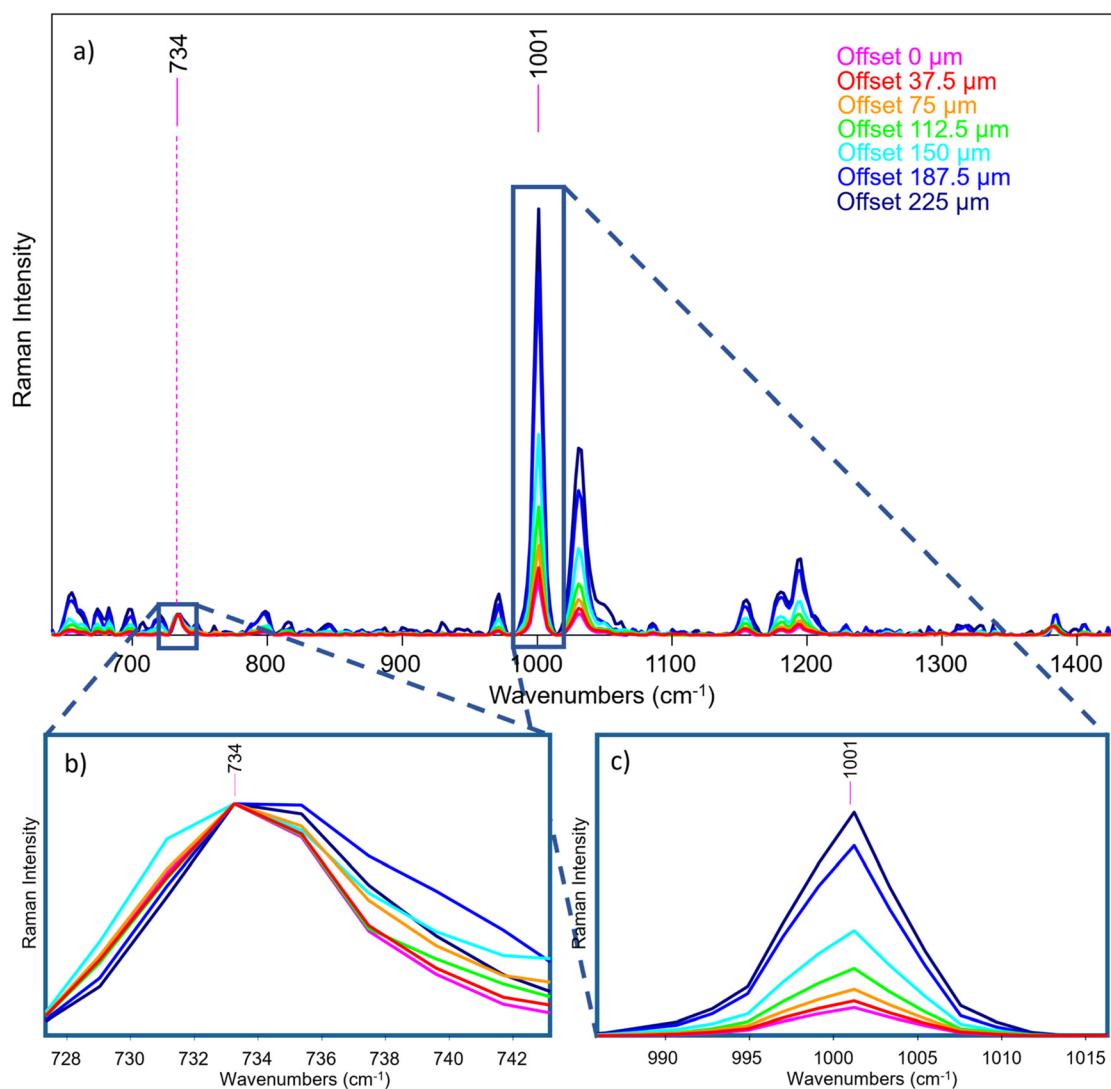 a)
734
1001
Offset 0 µm
Offset 37.5 µm
Offset 75 µm
Offset 112.5 µm
Offset 150 µm
Offset 187.5 µm
Offset 225 µm
Raman Intensity
700 800 900 1000 1100 1200 1300 1400
Wavenumbers (cm⁻¹)
b)
734
Raman Intensity
728 730 732 734 736 738 740 742
Wavenumbers (cm⁻¹)
c)
1001
Raman Intensity
990 995 1000 1005 1010 1015
Wavenumbers (cm⁻¹)